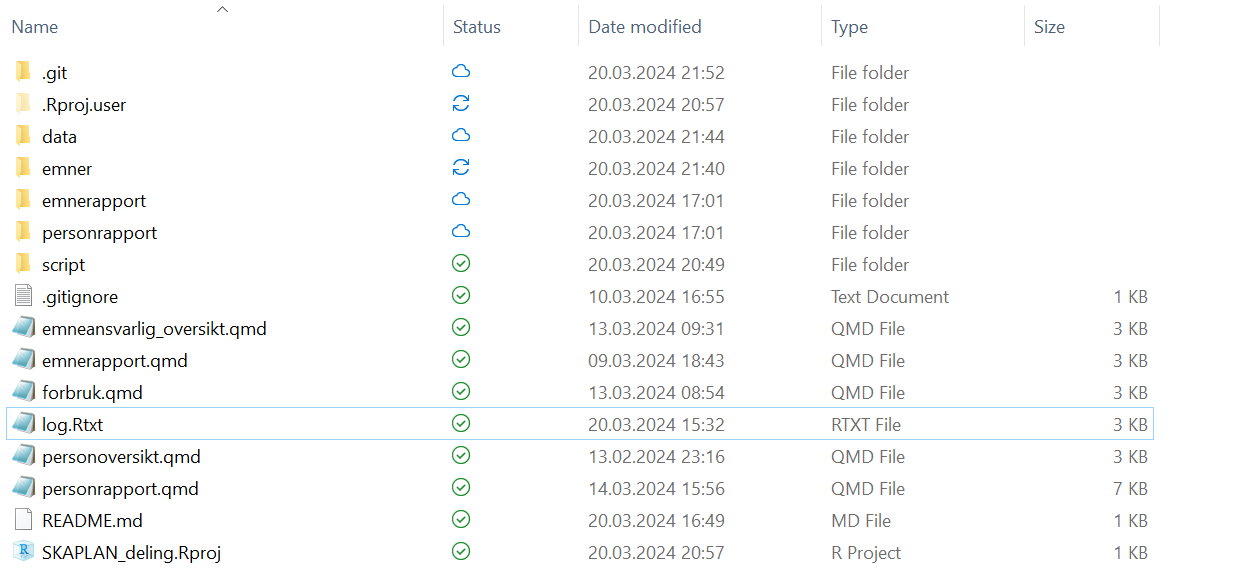 Name Status Date modified Type Size
.git 20.03.2024 21:52 File folder
.Rproj.user 20.03.2024 20:57 File folder
data 20.03.2024 21:44 File folder
emner 20.03.2024 21:40 File folder
emnerapport 20.03.2024 17:01 File folder
personrapport 20.03.2024 17:01 File folder
script 20.03.2024 20:49 File folder
.gitignore 10.03.2024 16:55 Text Document 1 KB
emneansvarlig_oversikt.qmd 13.03.2024 09:31 QMD File 3 KB
emnerapport.qmd 09.03.2024 18:43 QMD File 3 KB
forbruk.qmd 13.03.2024 08:54 QMD File 3 KB
log.Rtxt 20.03.2024 15:32 RTXT File 3 KB
personoversikt.qmd 13.02.2024 23:16 QMD File 3 KB
personrapport.qmd 14.03.2024 15:56 QMD File 7 KB
README.md 20.03.2024 16:49 MD File 1 KB
R SKAPLAN_deling.Rproj 20.03.2024 20:57 R Project 1 KB